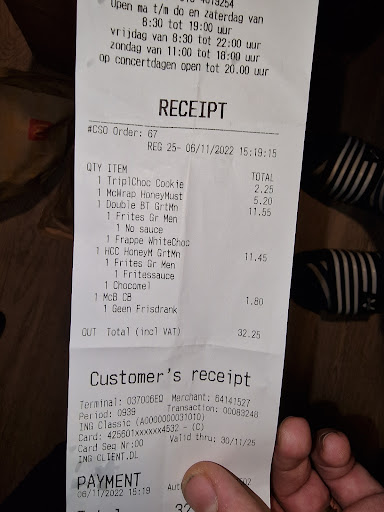 Open ma t/m do en zaterdag van
8:30 tot 19:00 uur
vrijdag van 8:30 tot 22:00 uur
zondag van 11:00 tot 18:00 uur
op concertdagen open tot 20.00 uur
RECEIPT
#CSO Order: 67
REG 25- 06/11/2022 15:19:15
QTY ITEM TOTAL
1 TriplChoc Cookie 2.25
1 McWrap HoneyMust 5.20
1 Double BT GrtMn 11.55
1 Frites Gr Men
1 No sauce
1 Frappe WhiteChoc
1 HCC HoneyM GrtMn 11.45
1 Frites Gr Men
1 Fritessauce
1 Chocomel
1 McB CB 1.80
1 Geen Frisdrank
OUT Total (incl VAT) 32.25
Customer's receipt
Terminal: 037006EQ Merchant: 64141527
Period: 0939 Transaction: 00083248
ING Classic (A0000000031010)
Card: 425601xxxxxx4532 - (C)
Card Seq Nr:00 Valid thru: 30/11/25
ING CLIENT.DL
PAYMENT
06/11/2022 15:19